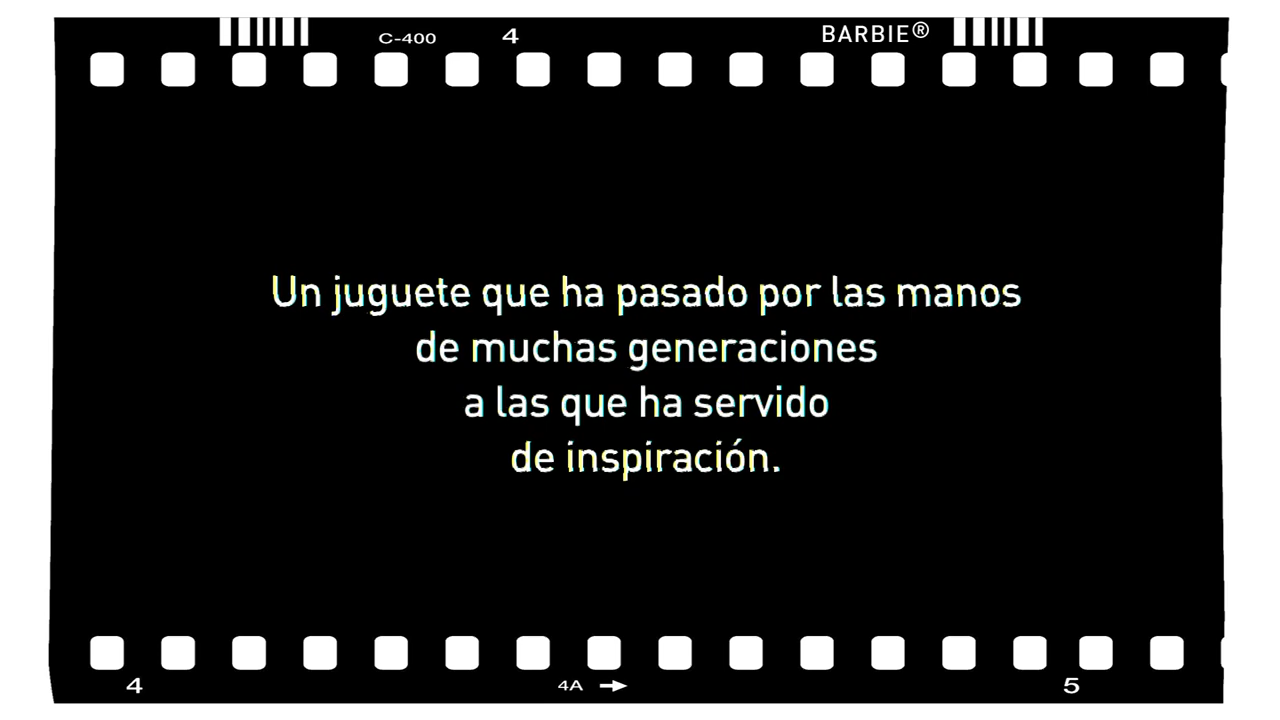 C-400 4 BARBIE®
Un juguete que ha pasado por las manos
de muchas generaciones
a las que ha servido
de inspiración.
4 4A → 5